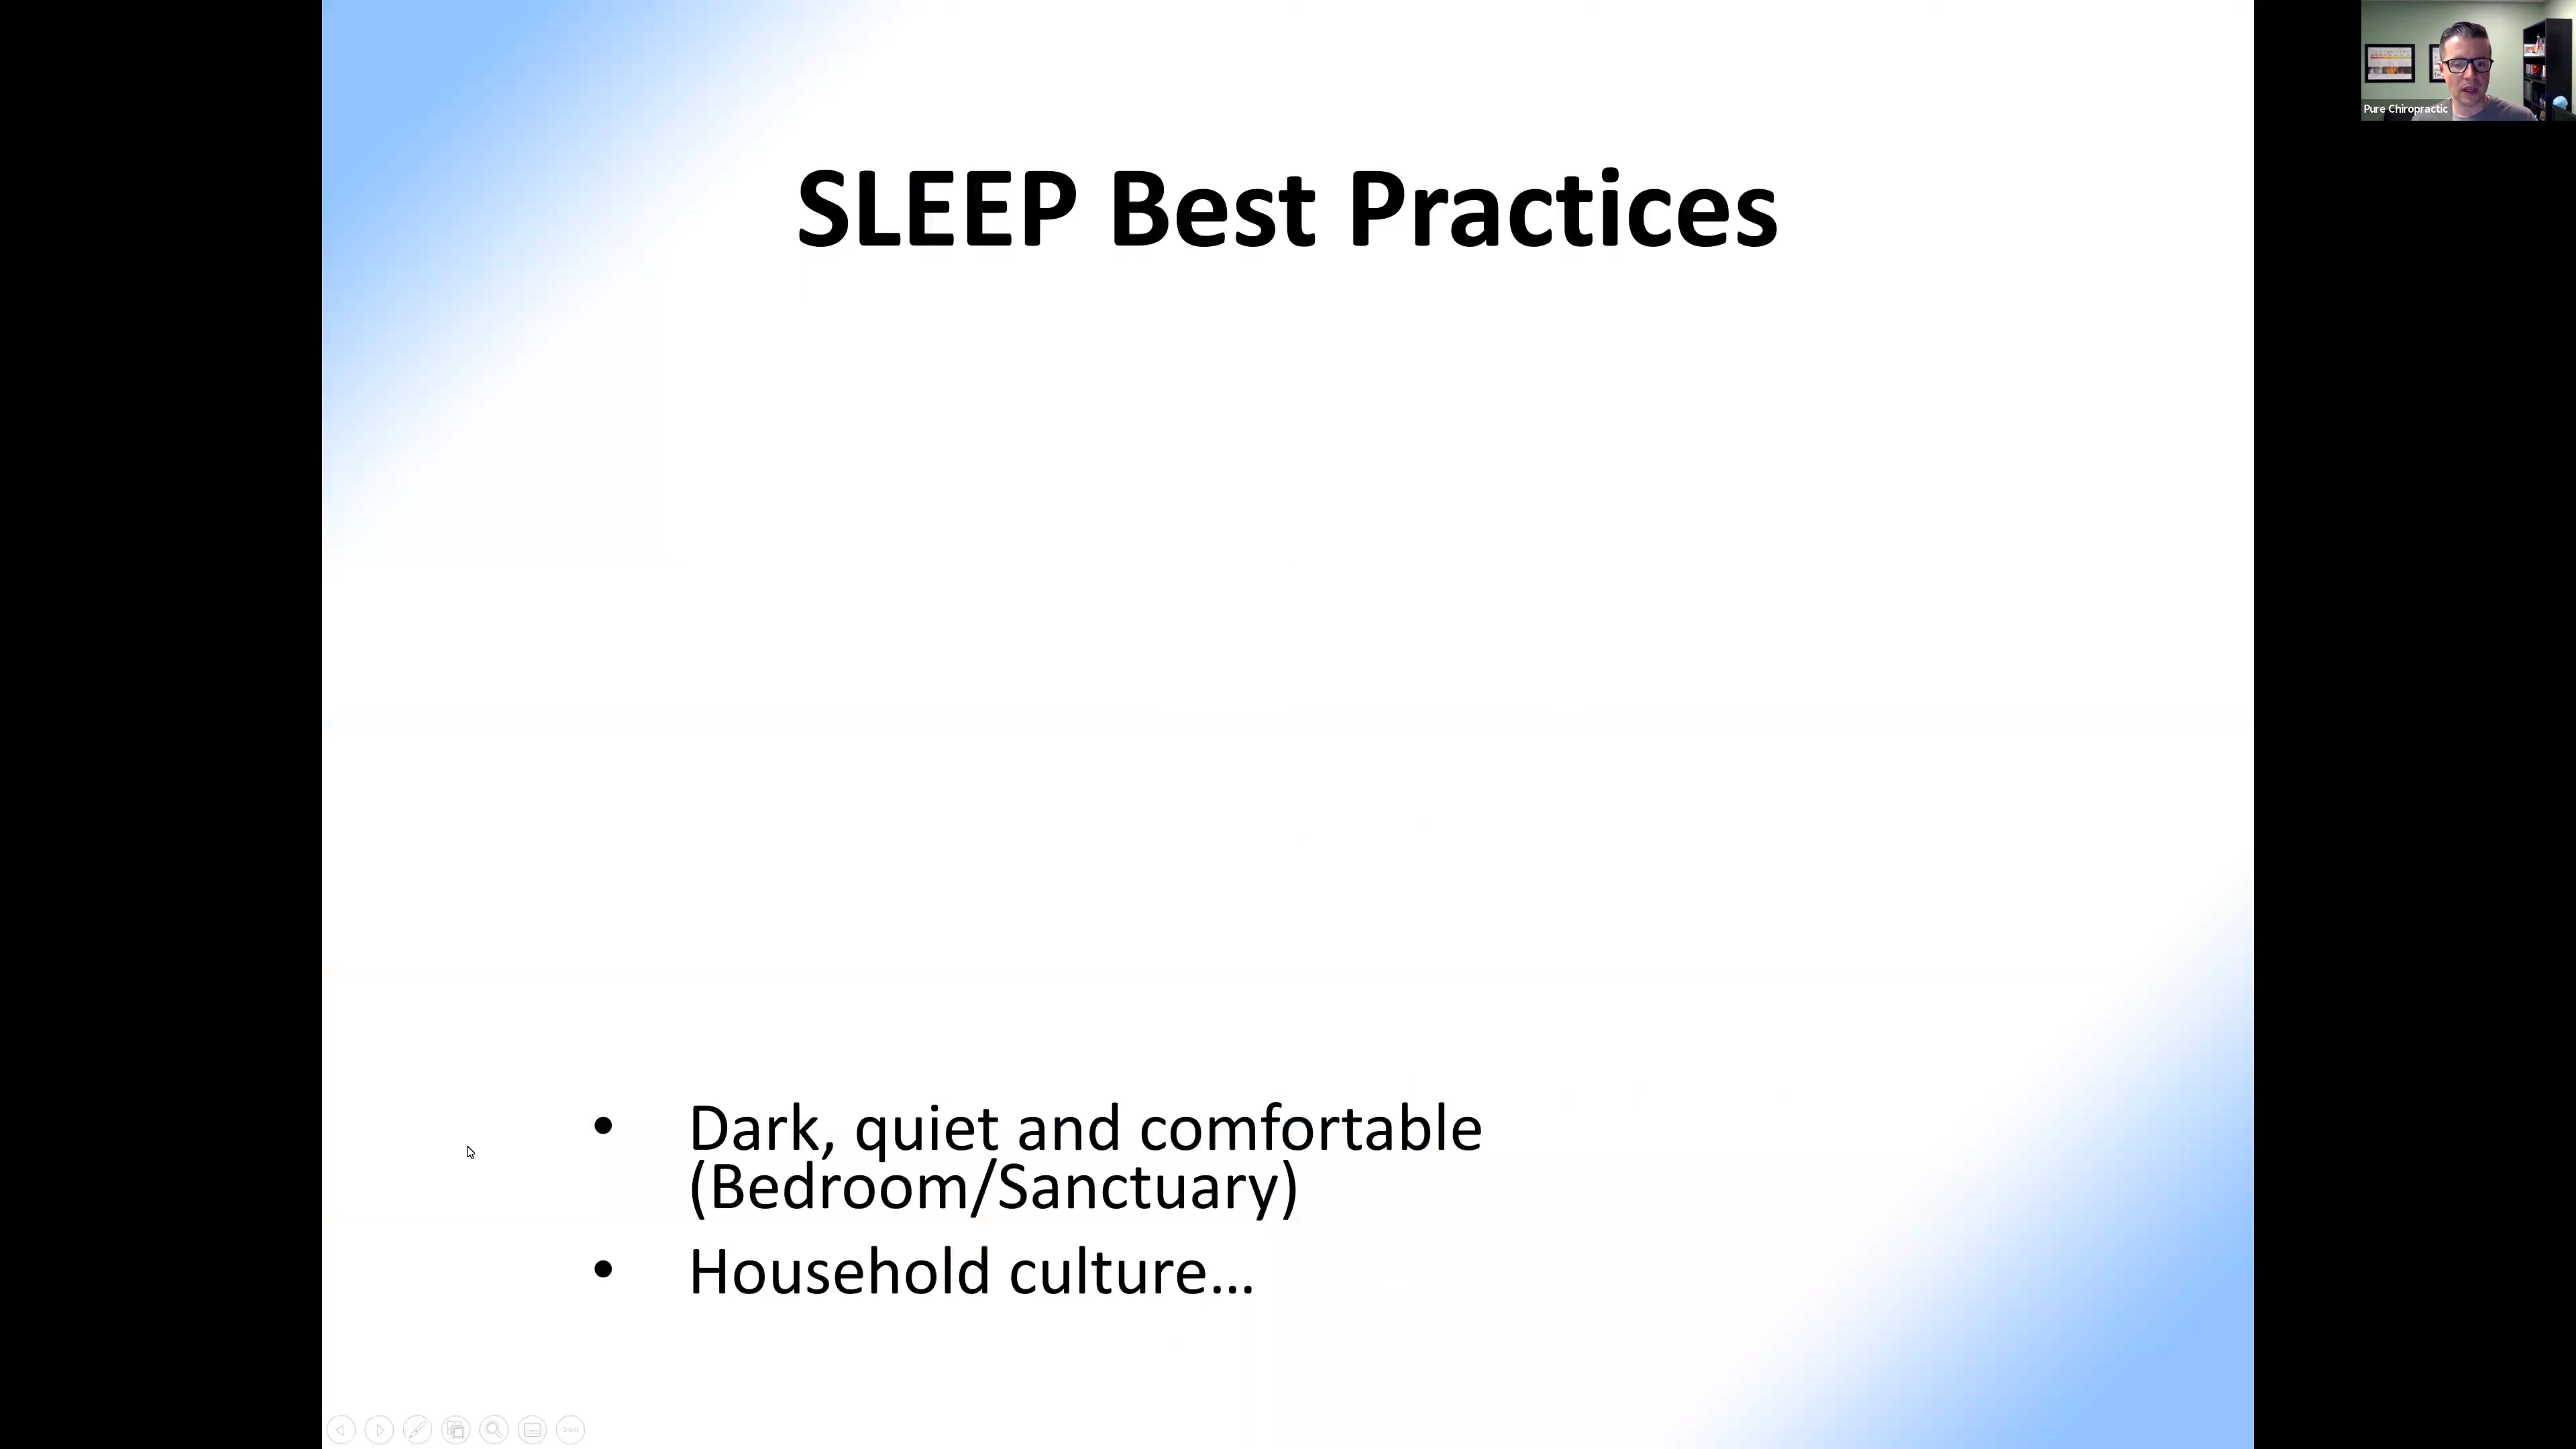 SLEEP Best Practices
Pure Chiropractic
• Dark, quiet and comfortable
(Bedroom/Sanctuary)
• Household culture...